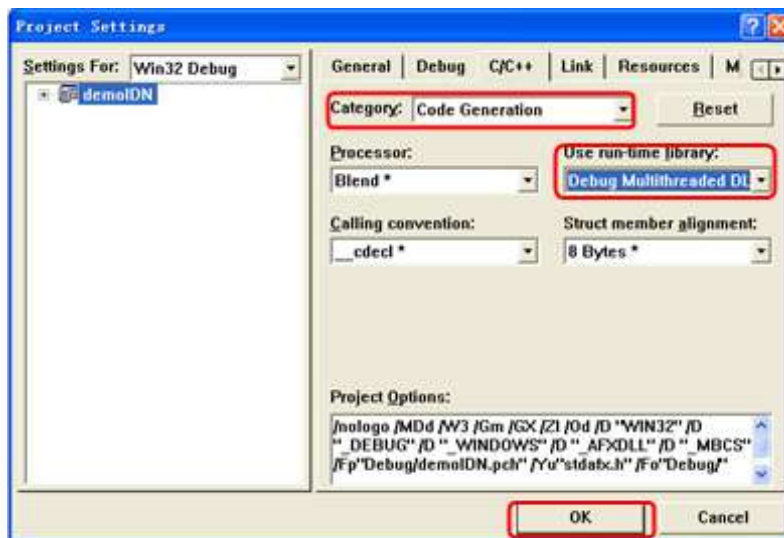 Project Settings
Settings For: Win32 Debug
demoIDN
General Debug C/C++ Link Resources M
Category: Code Generation
Reset
Processor:
Use run-time library:
Blend *
Debug Multithreaded DL
Calling convention:
Struct member alignment:
__cdecl *
8 Bytes *
Project Options:
/nologo /MDd /W3 /Gm /GX /ZI /Od /D "WIN32" /D
"_DEBUG" /D "_WINDOWS" /D "_AFXDLL" /D "_MBCS"
/Fp"Debug/demoIDN.pch" /Yu"stdafx.h" /Fo"Debug/"
OK
Cancel